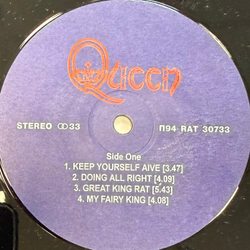 Queen
STEREO 33 П94 RAT 30733
Side One
1. KEEP YOURSELF AIVE [3.47]
2. DOING ALL RIGHT [4.09]
3. GREAT KING RAT [5.43]
4. MY FAIRY KING [4.08]